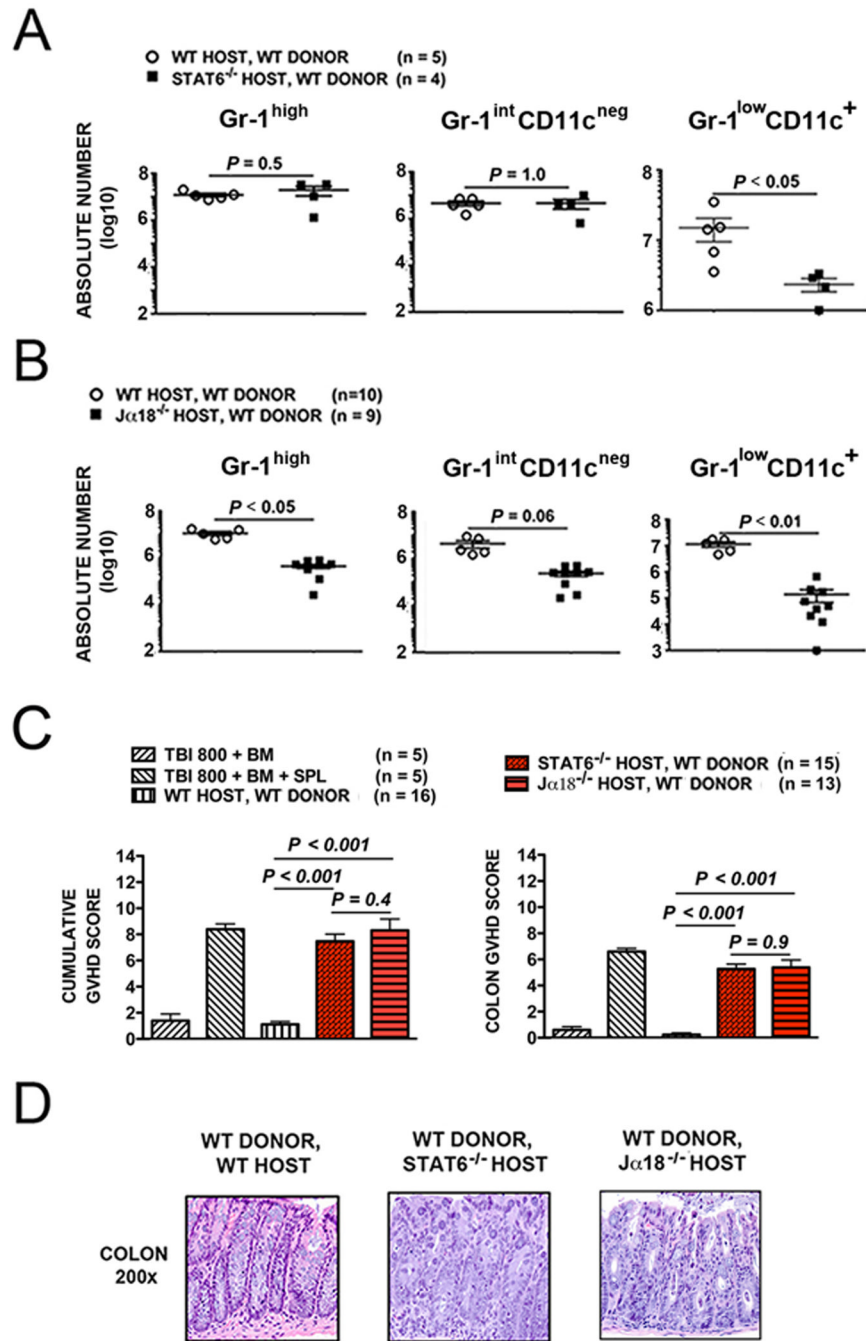 A
WT HOST, WT DONOR (n = 5)
STAT6-/- HOST, WT DONOR (n = 4)
Gr-1high Gr-1intCD11cneg Gr-1lowCD11c+
ABSOLUTE NUMBER
(log10)
8 6 4 2
P = 0.5
8 6 4 2
P = 1.0
8 7 6
P < 0.05
B
WT HOST, WT DONOR (n=10)
Jα18-/- HOST, WT DONOR (n = 9)
Gr-1high Gr-1intCD11cneg Gr-1lowCD11c+
ABSOLUTE NUMBER
(log10)
8 6 4 2
P < 0.05
8 6 4 2
P = 0.06
8 7 6 5 4 3
P < 0.01
C
TBI 800 + BM (n = 5)
TBI 800 + BM + SPL (n = 5)
WT HOST, WT DONOR (n = 16)
STAT6-/- HOST, WT DONOR (n = 15)
Jα18-/- HOST, WT DONOR (n = 13)
CUMULATIVE
GVHD SCORE
14 12 10 8 6 4 2 0
P < 0.001
P < 0.001
P = 0.4
COLON GVHD SCORE
14 12 10 8 6 4 2 0
P < 0.001
P < 0.001
P = 0.9
D
WT DONOR,
WT HOST
WT DONOR,
STAT6-/- HOST
WT DONOR,
Jα18-/- HOST
COLON
200x